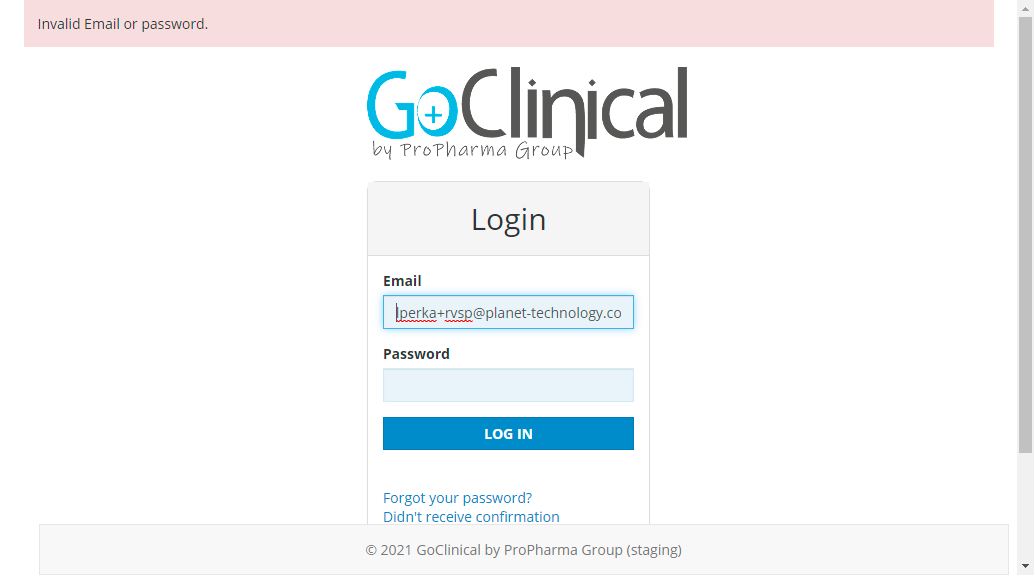 Invalid Email or password.
GoClinical
by ProPharma Group
Login
Email
lperka+rvsp@planet-technology.co
Password
LOG IN
Forgot your password?
Didn't receive confirmation
© 2021 GoClinical by ProPharma Group (staging)